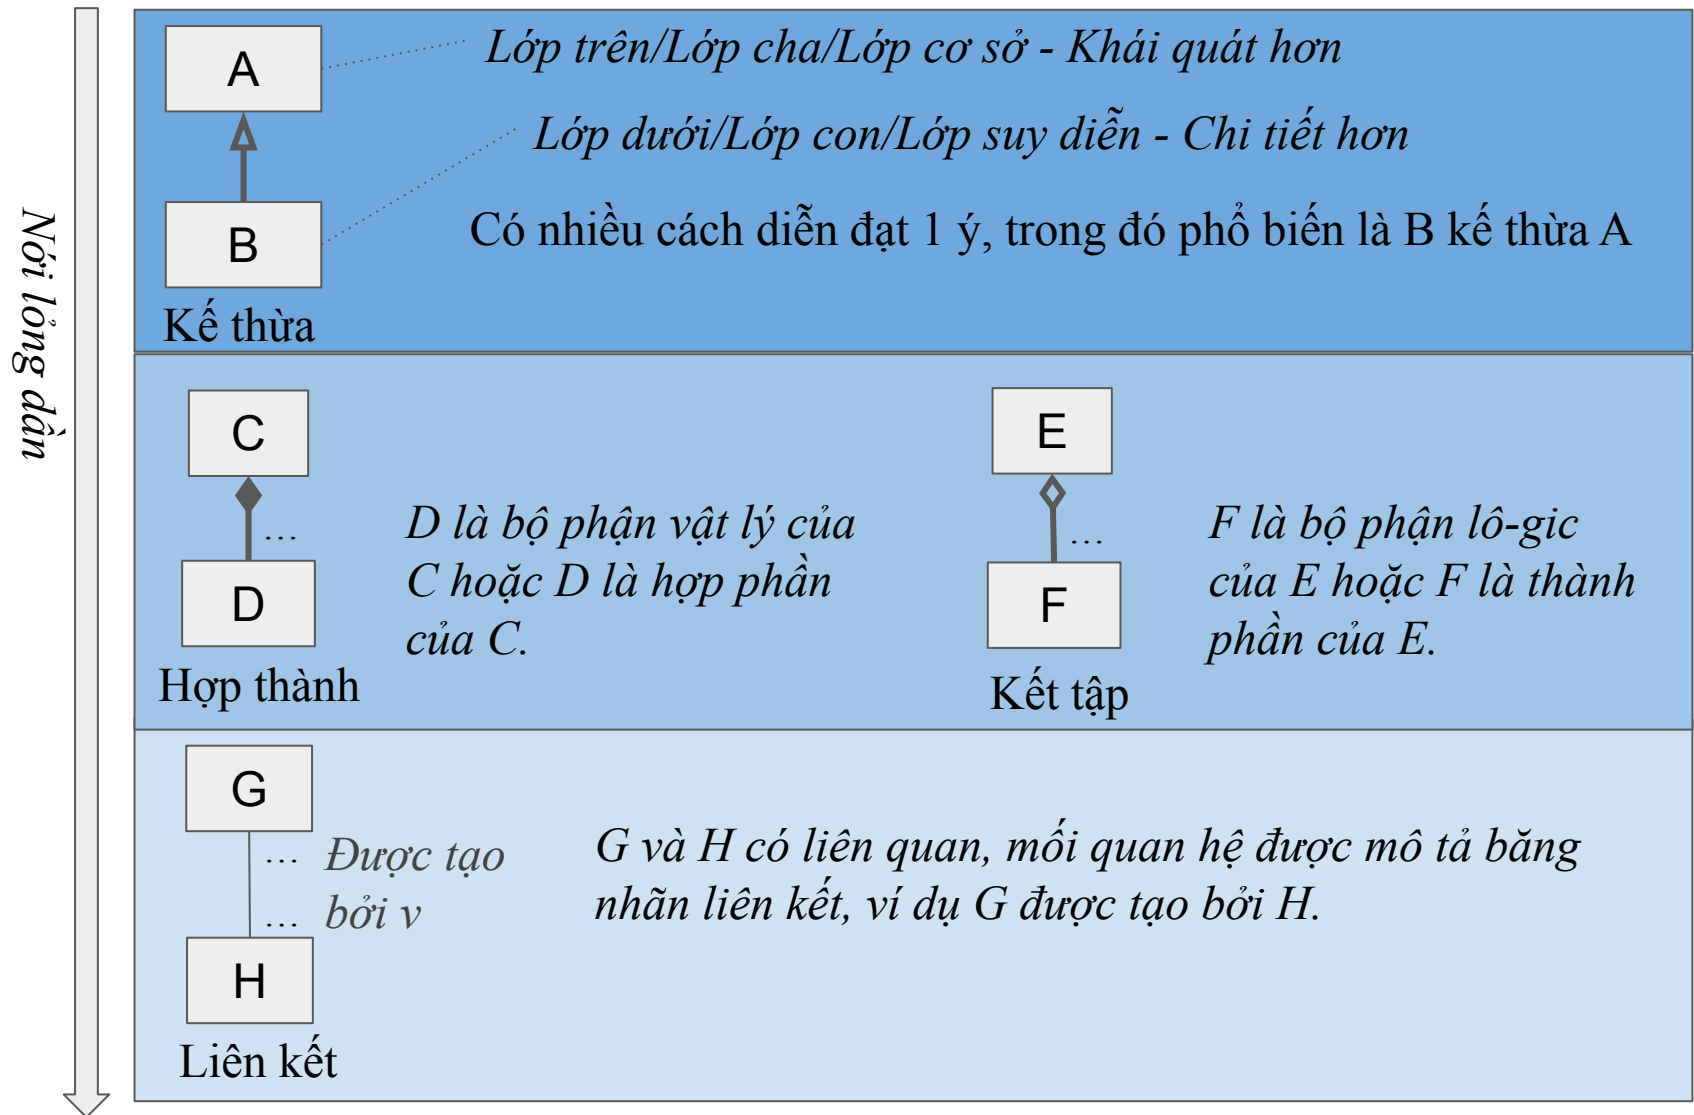 Nới lỏng dần
A
Lớp trên/Lớp cha/Lớp cơ sở - Khái quát hơn
Lớp dưới/Lớp con/Lớp suy diễn - Chi tiết hơn
B
Có nhiều cách diễn đạt 1 ý, trong đó phổ biến là B kế thừa A
Kế thừa
C
...
D
D là bộ phận vật lý của
C hoặc D là hợp phần
của C.
Hợp thành
E
...
F
F là bộ phận lô-gic
của E hoặc F là thành
phần của E.
Kết tập
G
... Được tạo
... bởi v
H
G và H có liên quan, mối quan hệ được mô tả băng
nhãn liên kết, ví dụ G được tạo bởi H.
Liên kết